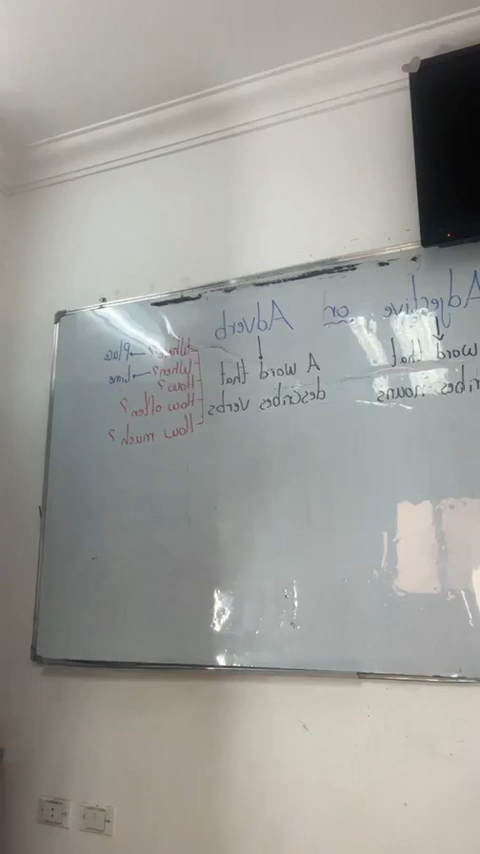 Adjective or Adverb
word that
nouns
A word that
describes verbs
Where? → Place
When? → time
How?
How often?
How much?